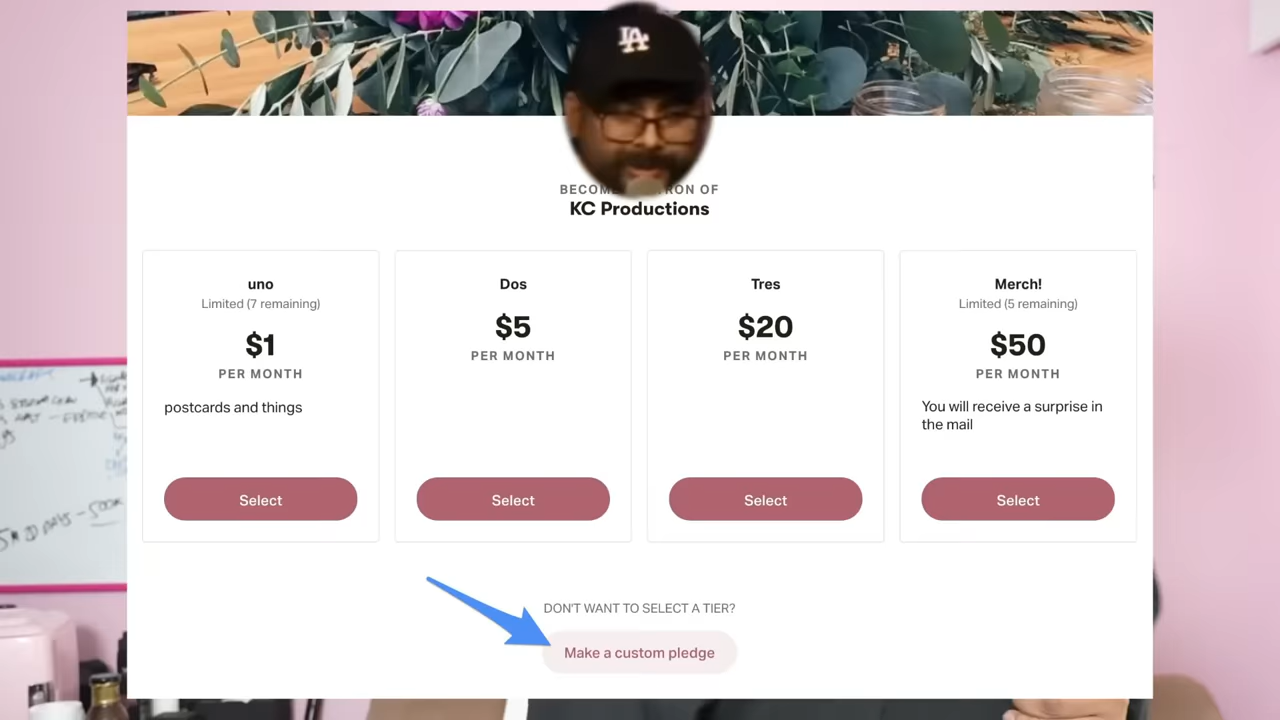 LA
BECOM RON OF
KC Productions
uno
Limited (7 remaining)
$1
PER MONTH
postcards and things
Select
Dos
$5
PER MONTH
Select
Tres
$20
PER MONTH
Select
Merch!
Limited (5 remaining)
$50
PER MONTH
You will receive a surprise in
the mail
Select
DON'T WANT TO SELECT A TIER?
Make a custom pledge